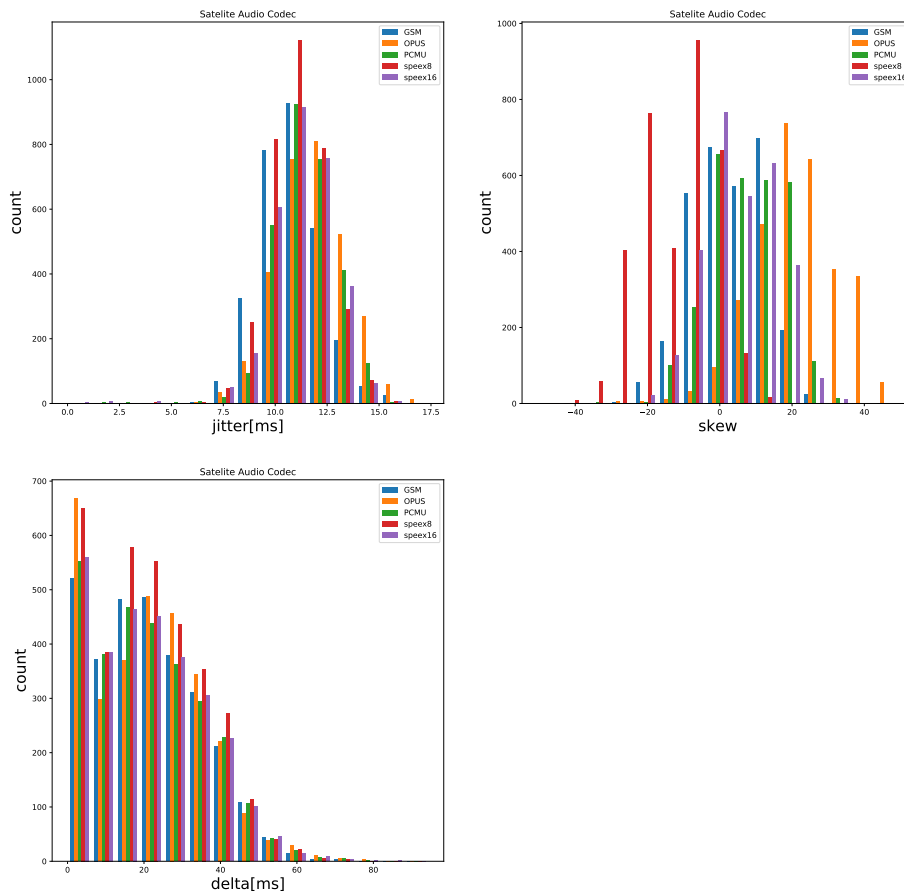 Satelite Audio Codec
GSM
OPUS
PCMU
speex8
speex16
1000
800
600
400
200
0
count
0.0 2.5 5.0 7.5 10.0 12.5 15.0 17.5
jitter[ms]
Satelite Audio Codec
GSM
OPUS
PCMU
speex8
speex16
1000
800
600
400
200
0
count
−40 −20 0 20 40
skew
Satelite Audio Codec
GSM
OPUS
PCMU
speex8
speex16
700
600
500
400
300
200
100
0
count
0 20 40 60 80
delta[ms]